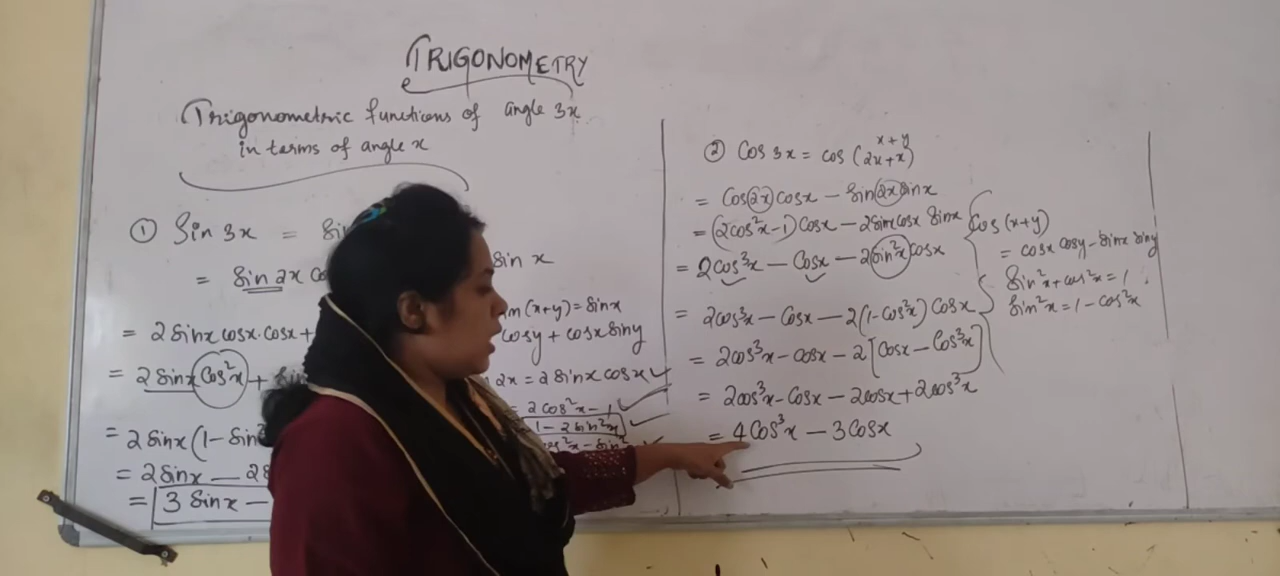 TRIGONOMETRY
Trigonometric functions of angle 3x
in terms of angle x
① Sin 3x =
= sin 2x
sin x
= 2 sinx cosx.cosx +
= 2 sinx cos²x +
= 2 sinx (1 - sin
= 2 sinx -
= 3 sinx -
(x+y) = sinx
cosy + cosx siny
2x = 2 sinx cosx
= 2 cos²x - 1
1 - 2 sin²x
② Cos 3x = cos (2x+x)
x + y
= Cos(2x) cosx - sin(2x) sinx
= (2cos²x-1) Cosx - 2sinx cosx sinx
= 2cos³x - Cosx - 2 sin²x cosx
= 2cos³x - Cosx - 2(1-cos²x) Cosx
= 2cos³x - cosx - 2[cosx - cos³x]
= 2cos³x - Cosx - 2cosx + 2cos³x
= 4 Cos³x - 3 Cosx
Cos (x+y)
= cosx cosy - sinx siny
Sin²x + cos²x = 1
Sin²x = 1 - cos²x